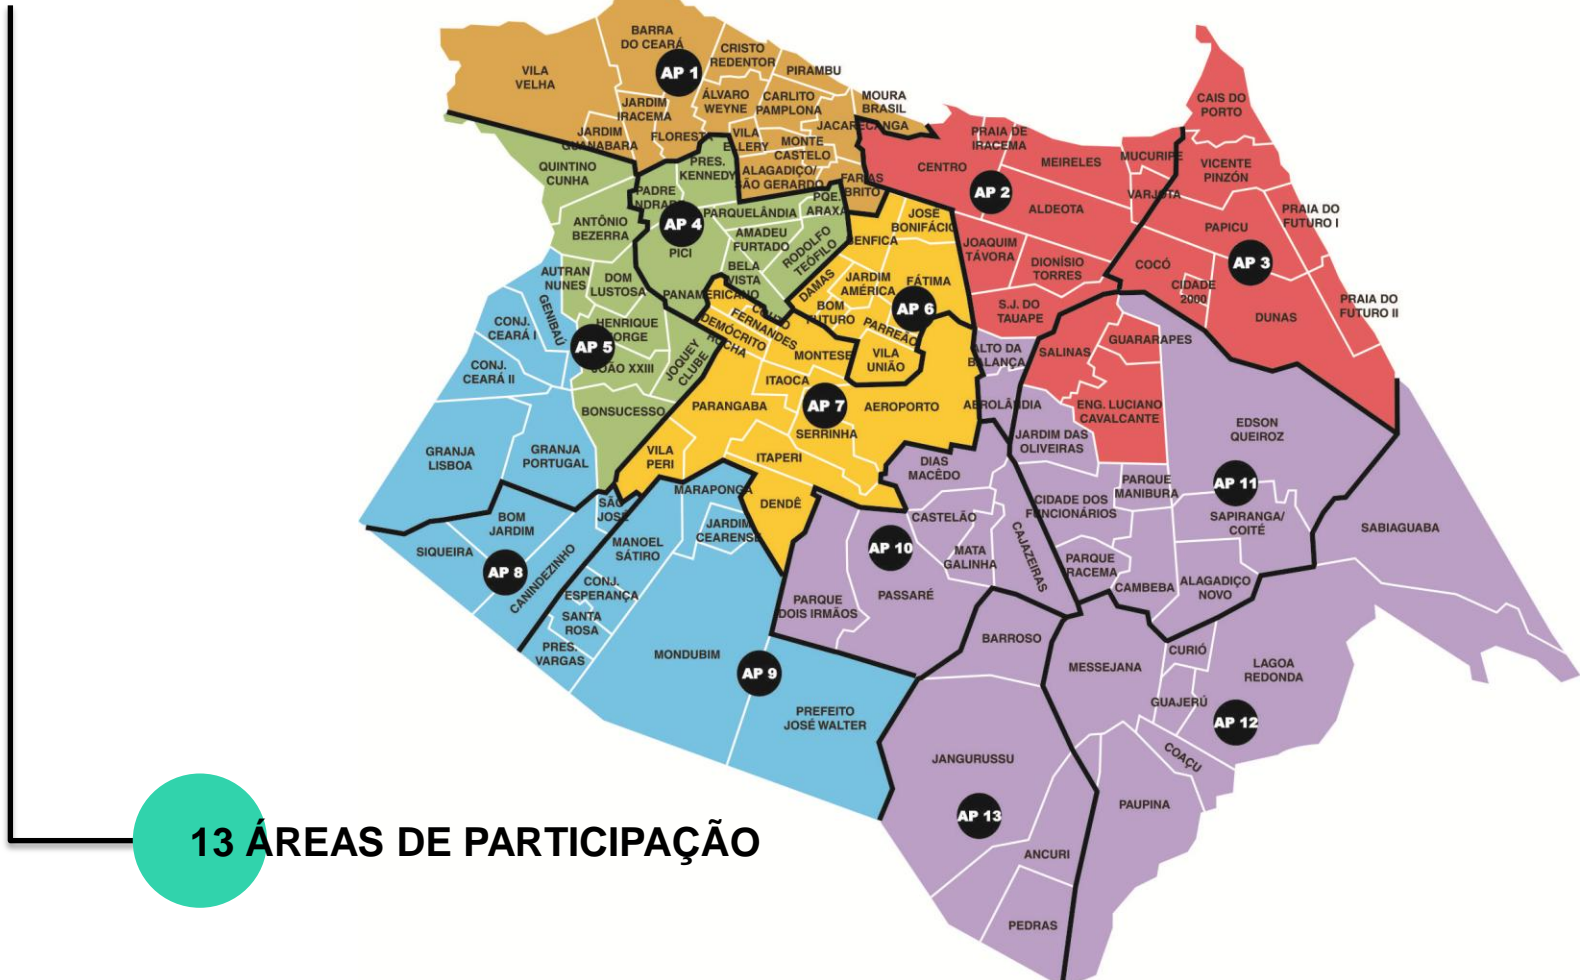 BARRA
DO CEARÁ
AP 1
VILA
VELHA
CRISTO
REDENTOR
PIRAMBU
JARDIM
IRACEMA
ÁLVARO
WEYNE
CARLITO
PAMPLONA
MOURA
BRASIL
JACARECANGA
JARDIM
GUANABARA
FLORESTA
VILA
ELLERY
MONTE
CASTELO
ALAGADIÇO/
SÃO GERARDO
FARIAS
BRITO
QUINTINO
CUNHA
PRES.
KENNEDY
PADRE
ANDRADE
PARQUELÂNDIA
PQE.
ARAXÁ
AP 4
PICI
AMADEU
FURTADO
RODOLFO
TEÓFILO
BELA
VISTA
PANAMERICANO
ANTÔNIO
BEZERRA
AUTRAN
NUNES
DOM
LUSTOSA
GENIBAÚ
HENRIQUE
JORGE
AP 5
JOÃO XXIII
JOQUEY
CLUBE
BONSUCESSO
CENTRO
PRAIA DE
IRACEMA
MEIRELES
MUCURIPE
VARJOTA
AP 2
ALDEOTA
JOAQUIM
TÁVORA
DIONÍSIO
TORRES
S.J. DO
TAUAPE
CAIS DO
PORTO
VICENTE
PINZÓN
PRAIA DO
FUTURO I
PAPICU
AP 3
COCÓ
CIDADE
2000
DUNAS
PRAIA DO
FUTURO II
JOSÉ
BONIFÁCIO
BENFICA
JARDIM
AMÉRICA
FÁTIMA
DAMAS
BOM
FUTURO
AP 6
PARREÃO
VILA
UNIÃO
COUTO
FERNANDES
DEMÓCRITO
ROCHA
MONTESE
ITAOCA
PARANGABA
AP 7
SERRINHA
AEROPORTO
VILA
PERI
ITAPERI
DENDÊ
CONJ.
CEARÁ I
CONJ.
CEARÁ II
GRANJA
LISBOA
GRANJA
PORTUGAL
BOM
JARDIM
SIQUEIRA
AP 8
CANINDEZINHO
SÃO
JOSÉ
MARAPONGA
JARDIM
CEARENSE
MANOEL
SÁTIRO
CONJ.
ESPERANÇA
SANTA
ROSA
PRES.
VARGAS
MONDUBIM
AP 9
PREFEITO
JOSÉ WALTER
ALTO DA
BALANÇA
AEROLÂNDIA
SALINAS
GUARARAPES
ENG. LUCIANO
CAVALCANTE
JARDIM DAS
OLIVEIRAS
EDSON
QUEIROZ
CIDADE DOS
FUNCIONÁRIOS
PARQUE
MANIBURA
AP 11
SAPIRANGA/
COITÉ
SABIAGUABA
PARQUE
IRACEMA
CAMBEBA
ALAGADIÇO
NOVO
DIAS
MACÊDO
CASTELÃO
AP 10
MATA
GALINHA
CAJAZEIRAS
PARQUE
DOIS IRMÃOS
PASSARÉ
BARROSO
MESSEJANA
CURIÓ
LAGOA
REDONDA
GUAJERÚ
AP 12
COAÇU
PAUPINA
JANGURUSSU
AP 13
ANCURI
PEDRAS
13 ÁREAS DE PARTICIPAÇÃO